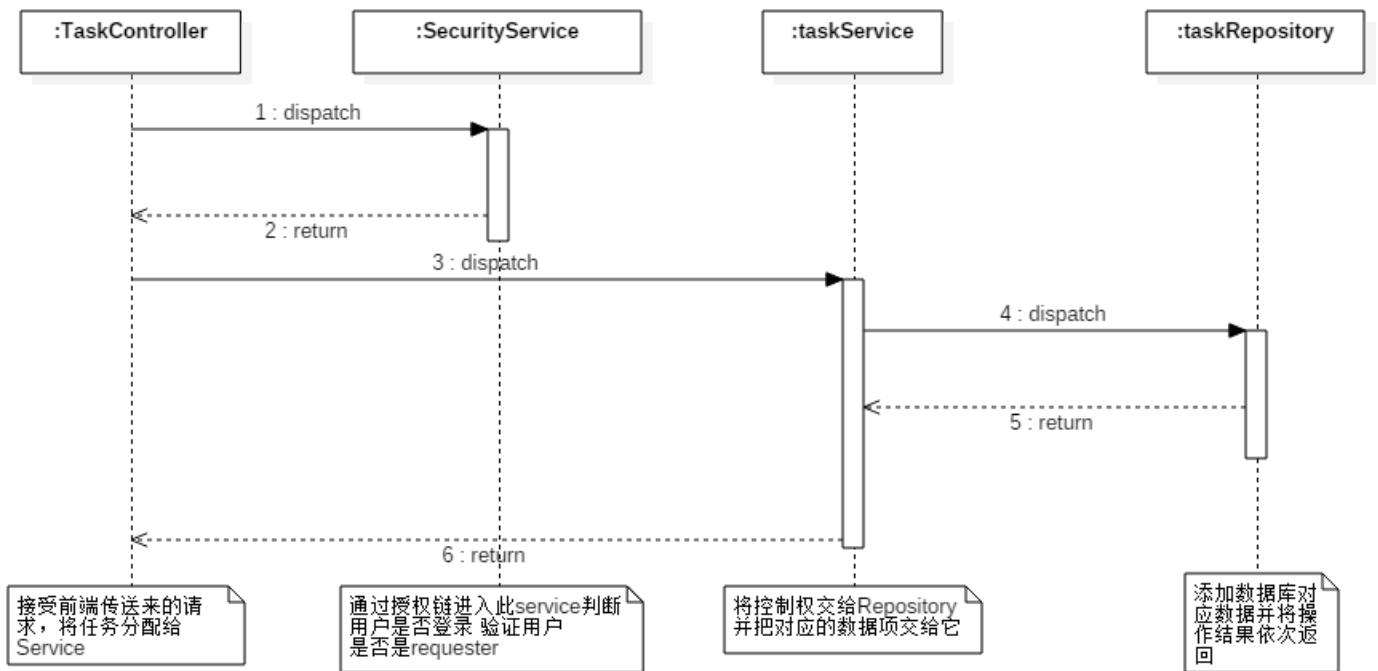 :TaskController
:SecurityService
:taskService
:taskRepository
1 : dispatch
2 : return
3 : dispatch
4 : dispatch
5 : return
6 : return
接受前端传送来的请
求，将任务分配给
Service
通过授权链进入此service判断
用户是否登录 验证用户
是否是requester
将控制权交给Repository
并把对应的数据项交给它
添加数据库对
应数据并将操
作结果依次返
回